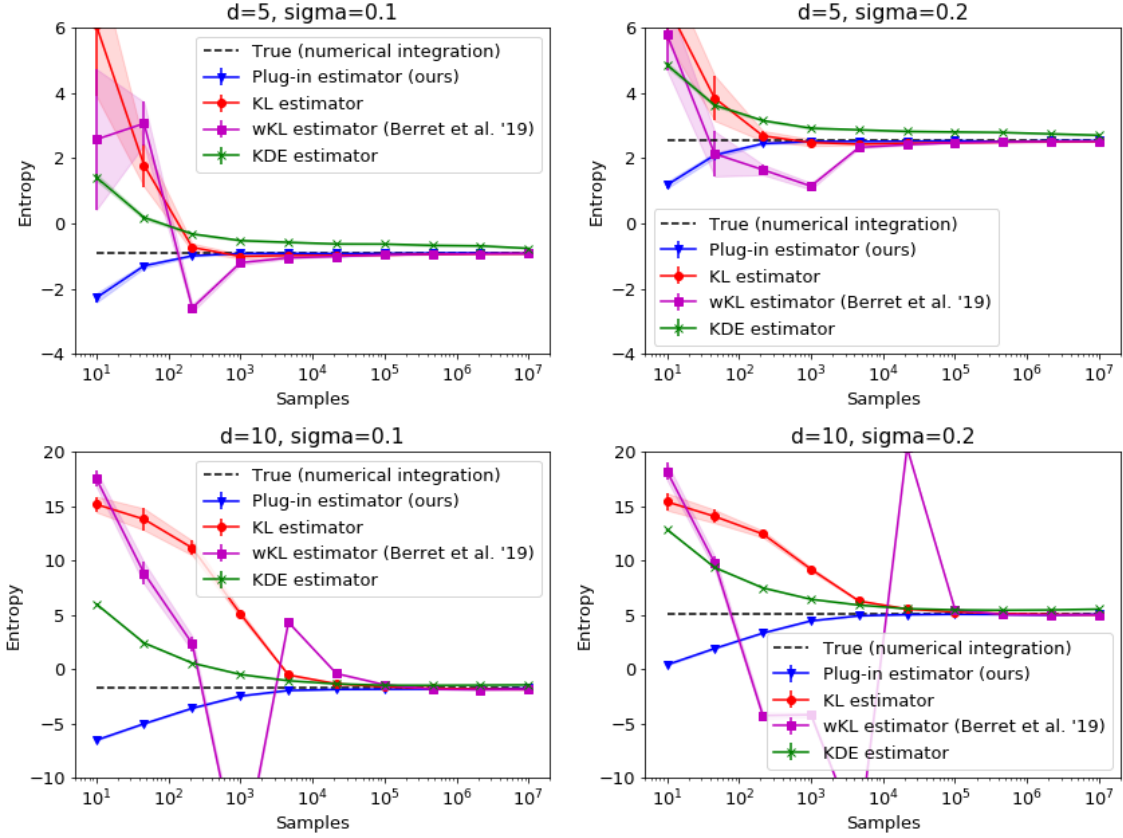 d=5, sigma=0.1
6
4
2
0
−2
−4
Entropy
True (numerical integration)
Plug-in estimator (ours)
KL estimator
wKL estimator (Berret et al. '19)
KDE estimator
10^1 10^2 10^3 10^4 10^5 10^6 10^7
Samples
d=5, sigma=0.2
6
4
2
0
−2
−4
Entropy
True (numerical integration)
Plug-in estimator (ours)
KL estimator
wKL estimator (Berret et al. '19)
KDE estimator
10^1 10^2 10^3 10^4 10^5 10^6 10^7
Samples
d=10, sigma=0.1
20
15
10
5
0
−5
−10
Entropy
True (numerical integration)
Plug-in estimator (ours)
KL estimator
wKL estimator (Berret et al. '19)
KDE estimator
10^1 10^2 10^3 10^4 10^5 10^6 10^7
Samples
d=10, sigma=0.2
20
15
10
5
0
−5
−10
Entropy
True (numerical integration)
Plug-in estimator (ours)
KL estimator
wKL estimator (Berret et al. '19)
KDE estimator
10^1 10^2 10^3 10^4 10^5 10^6 10^7
Samples